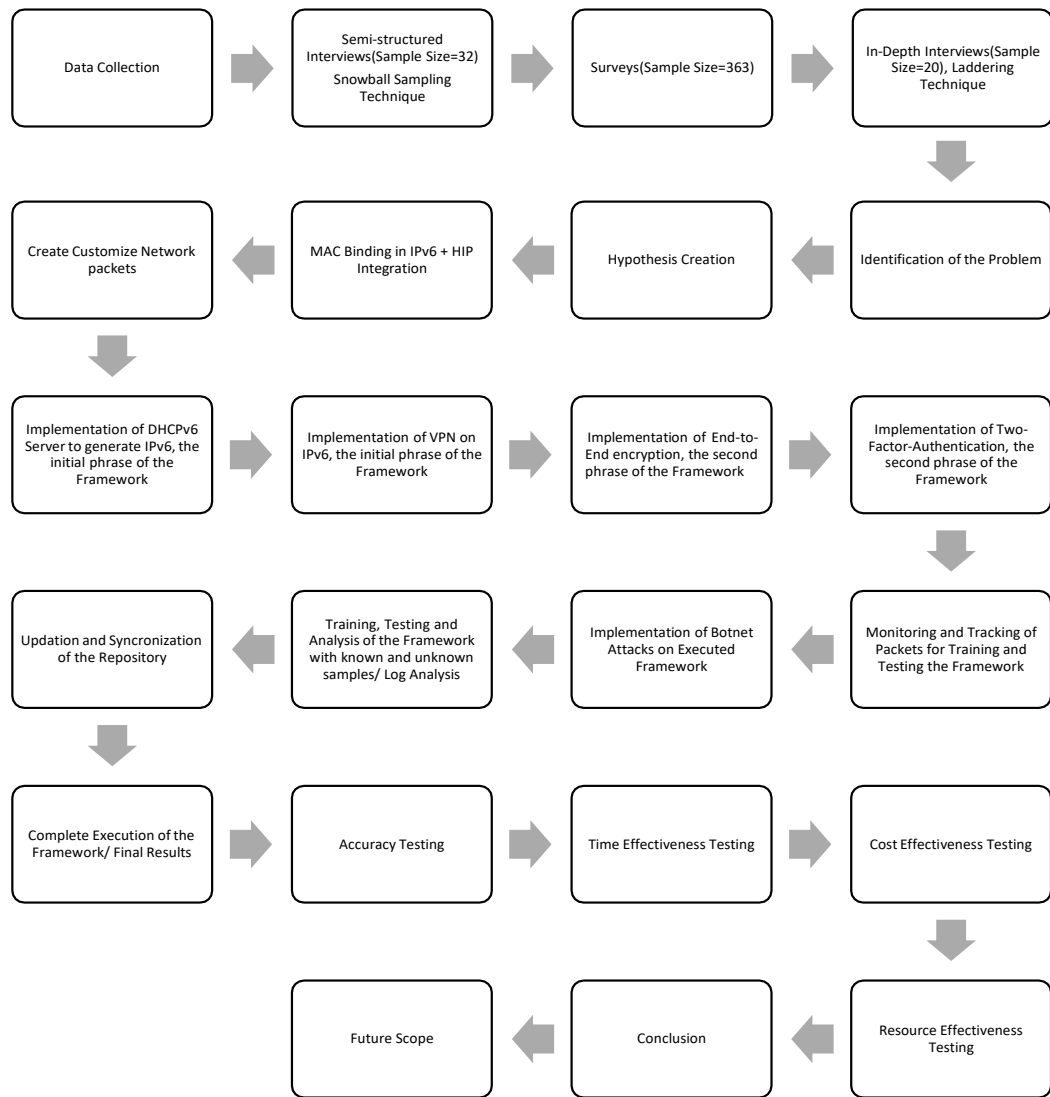 Data Collection
Semi-structured
Interviews(Sample Size=32)
Snowball Sampling
Technique
Surveys(Sample Size=363)
In-Depth Interviews(Sample
Size=20), Laddering
Technique
Identification of the Problem
Hypothesis Creation
MAC Binding in IPv6 + HIP
Integration
Create Customize Network
packets
Implementation of DHCPv6
Server to generate IPv6, the
initial phrase of the
Framework
Implementation of VPN on
IPv6, the initial phrase of the
Framework
Implementation of End-to-
End encryption, the second
phrase of the Framework
Implementation of Two-
Factor-Authentication, the
second phrase of the
Framework
Monitoring and Tracking of
Packets for Training and
Testing the Framework
Implementation of Botnet
Attacks on Executed
Framework
Training, Testing and
Analysis of the Framework
with known and unknown
samples/ Log Analysis
Updation and Syncronization
of the Repository
Complete Execution of the
Framework/ Final Results
Accuracy Testing
Time Effectiveness Testing
Cost Effectiveness Testing
Resource Effectiveness
Testing
Conclusion
Future Scope